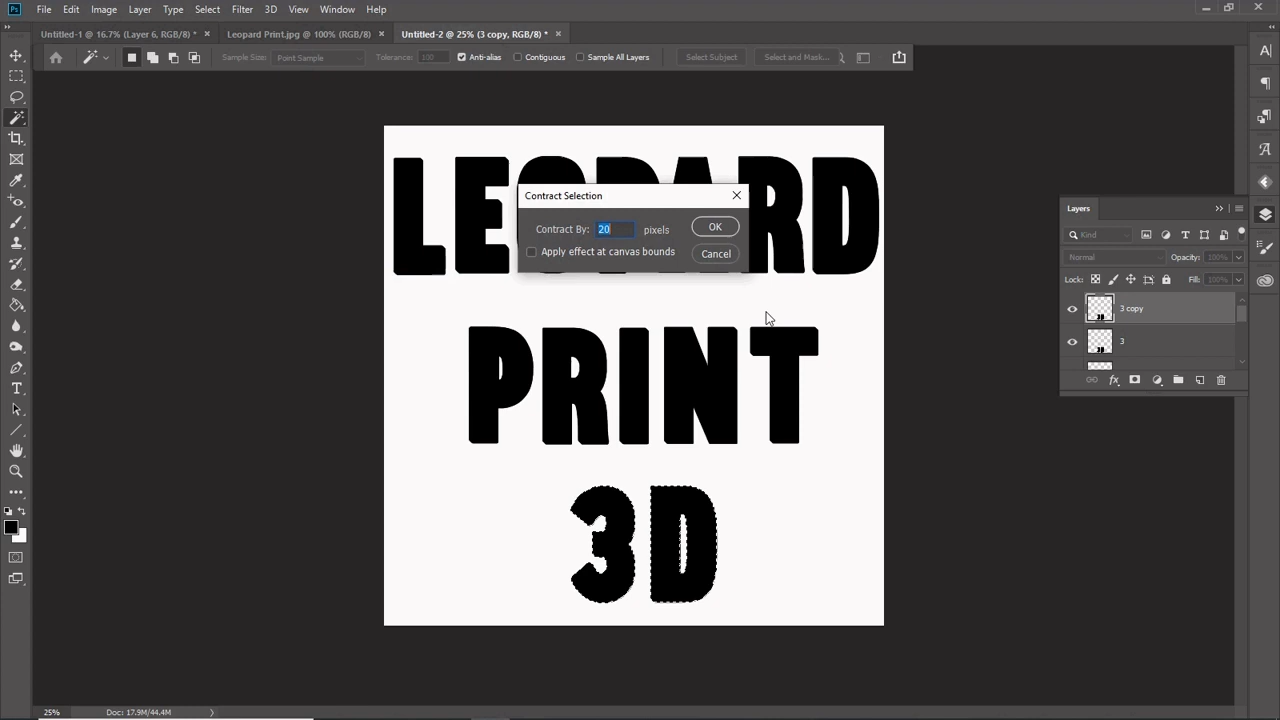 Ps File Edit Image Layer Type Select Filter 3D View Window Help
Untitled-1 @ 16.7% (Layer 6, RGB/8) * × Leopard Print.jpg @ 100% (RGB/8) × Untitled-2 @ 25% (3 copy, RGB/8) * ×
Sample Size: Point Sample Tolerance: 100 Anti-alias Contiguous Sample All Layers Select Subject Select and Mask...
LEOPARD
Contract Selection
Contract By: 20 pixels OK
Apply effect at canvas bounds Cancel
PRINT
3D
Layers
Kind
Normal Opacity: 100%
Lock: Fill: 100%
3 copy
3
fx
25% Doc: 17.9M/44.4M